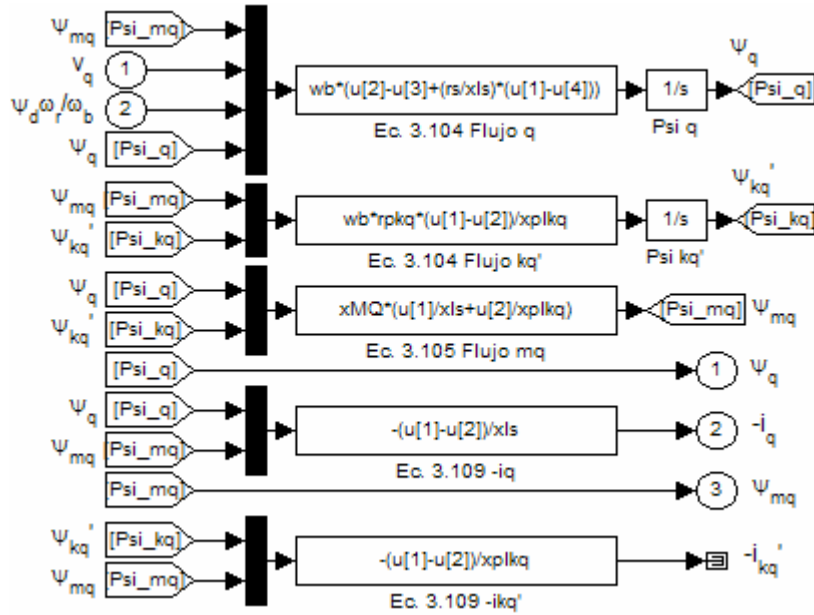 Ψmq [Psi_mq]
vq 1
Ψdωr/ωb 2
Ψq [Psi_q]
wb*(u[2]-u[3]+(rs/xls)*(u[1]-u[4]))
Ec. 3.104 Flujo q
1/s
Psi q
Ψq
[Psi_q]
Ψmq [Psi_mq]
Ψkq' [Psi_kq]
wb*rpkq*(u[1]-u[2])/xplkq
Ec. 3.104 Flujo kq'
1/s
Psi kq'
Ψkq'
[Psi_kq]
Ψq [Psi_q]
Ψkq' [Psi_kq]
xMQ*(u[1]/xls+u[2]/xplkq)
Ec. 3.105 Flujo mq
[Psi_mq] Ψmq
[Psi_q] 1 Ψq
Ψq [Psi_q]
Ψmq [Psi_mq]
-(u[1]-u[2])/xls
Ec. 3.109 -iq
2 -iq
[Psi_mq] 3 Ψmq
Ψkq' [Psi_kq]
Ψmq [Psi_mq]
-(u[1]-u[2])/xplkq
Ec. 3.109 -ikq'
-ikq'